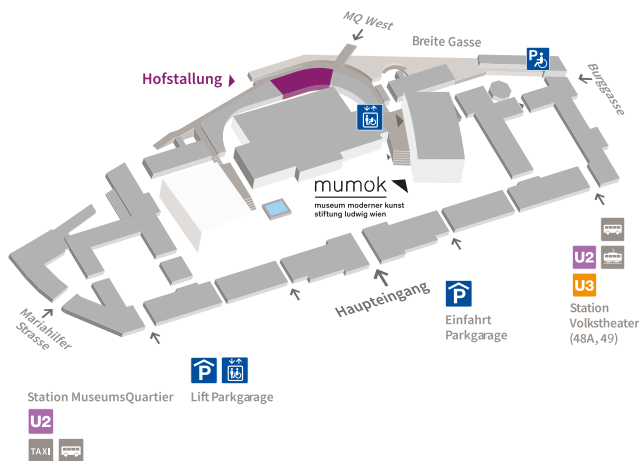 MQ West
Breite Gasse
P
Hofstallung
Burggasse
mumok
museum moderner kunst
stiftung ludwig wien
Haupteingang
Mariahilfer
Strasse
U2
U3
Station
Volkstheater
(48A, 49)
P
Einfahrt
Parkgarage
P
Lift Parkgarage
Station MuseumsQuartier
U2
TAXI